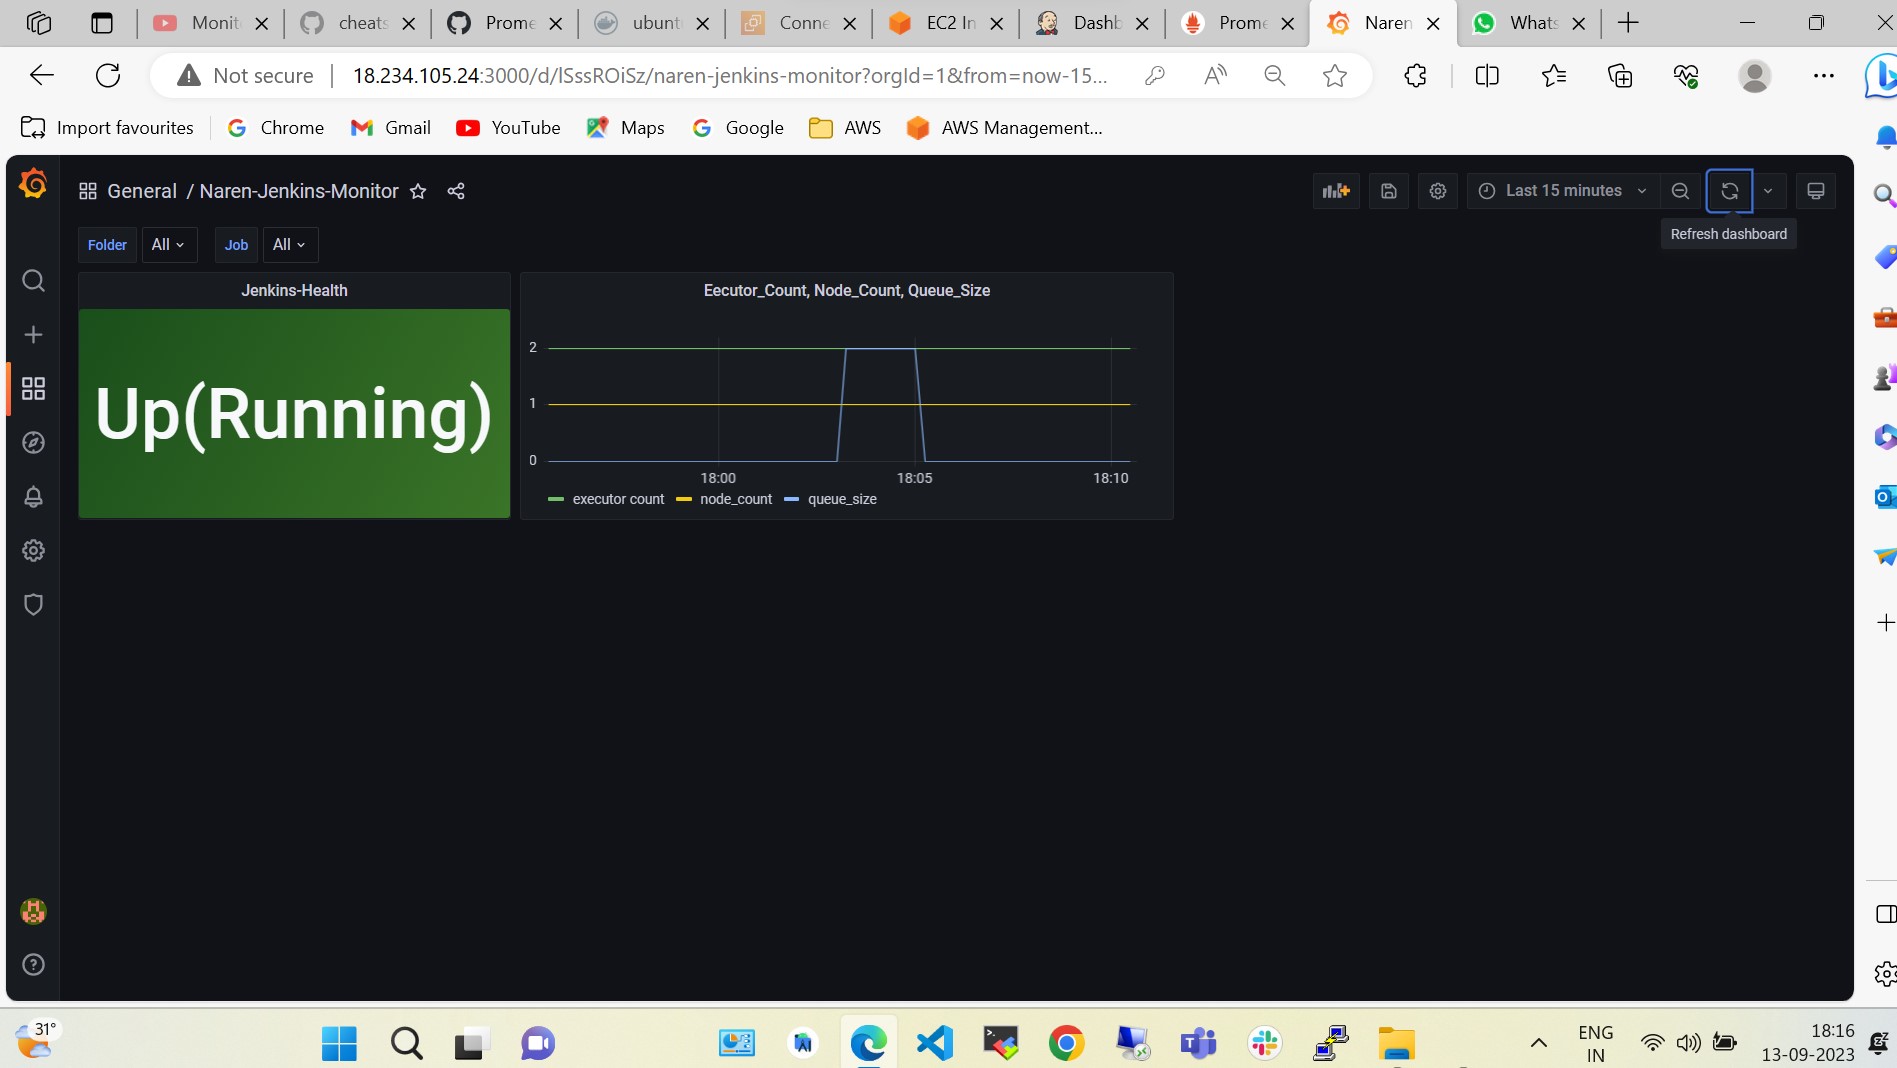 Monit
cheats
Prome
ubunt
Conne
EC2 In
Dashb
Prome
Naren
Whats
Not secure
18.234.105.24:3000/d/lSssROiSz/naren-jenkins-monitor?orgId=1&from=now-15...
Import favourites
Chrome
Gmail
YouTube
Maps
Google
AWS
AWS Management...
General / Naren-Jenkins-Monitor
Last 15 minutes
Refresh dashboard
Folder
All
Job
All
Jenkins-Health
Up(Running)
Eecutor_Count, Node_Count, Queue_Size
2
1
0
18:00
18:05
18:10
executor count
node_count
queue_size
31°
ENG
IN
18:16
13-09-2023